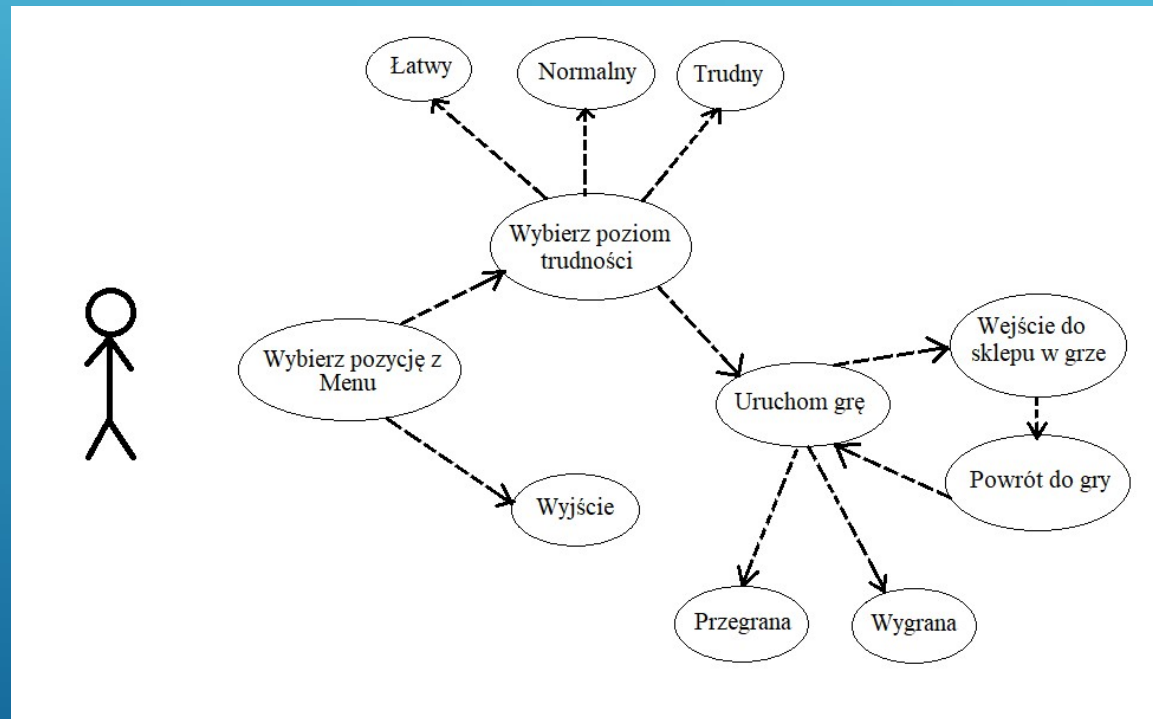 Łatwy
Normalny
Trudny
Wybierz poziom
trudności
Wybierz pozycję z
Menu
Wejście do
sklepu w grze
Uruchom grę
Powrót do gry
Wyjście
Przegrana
Wygrana